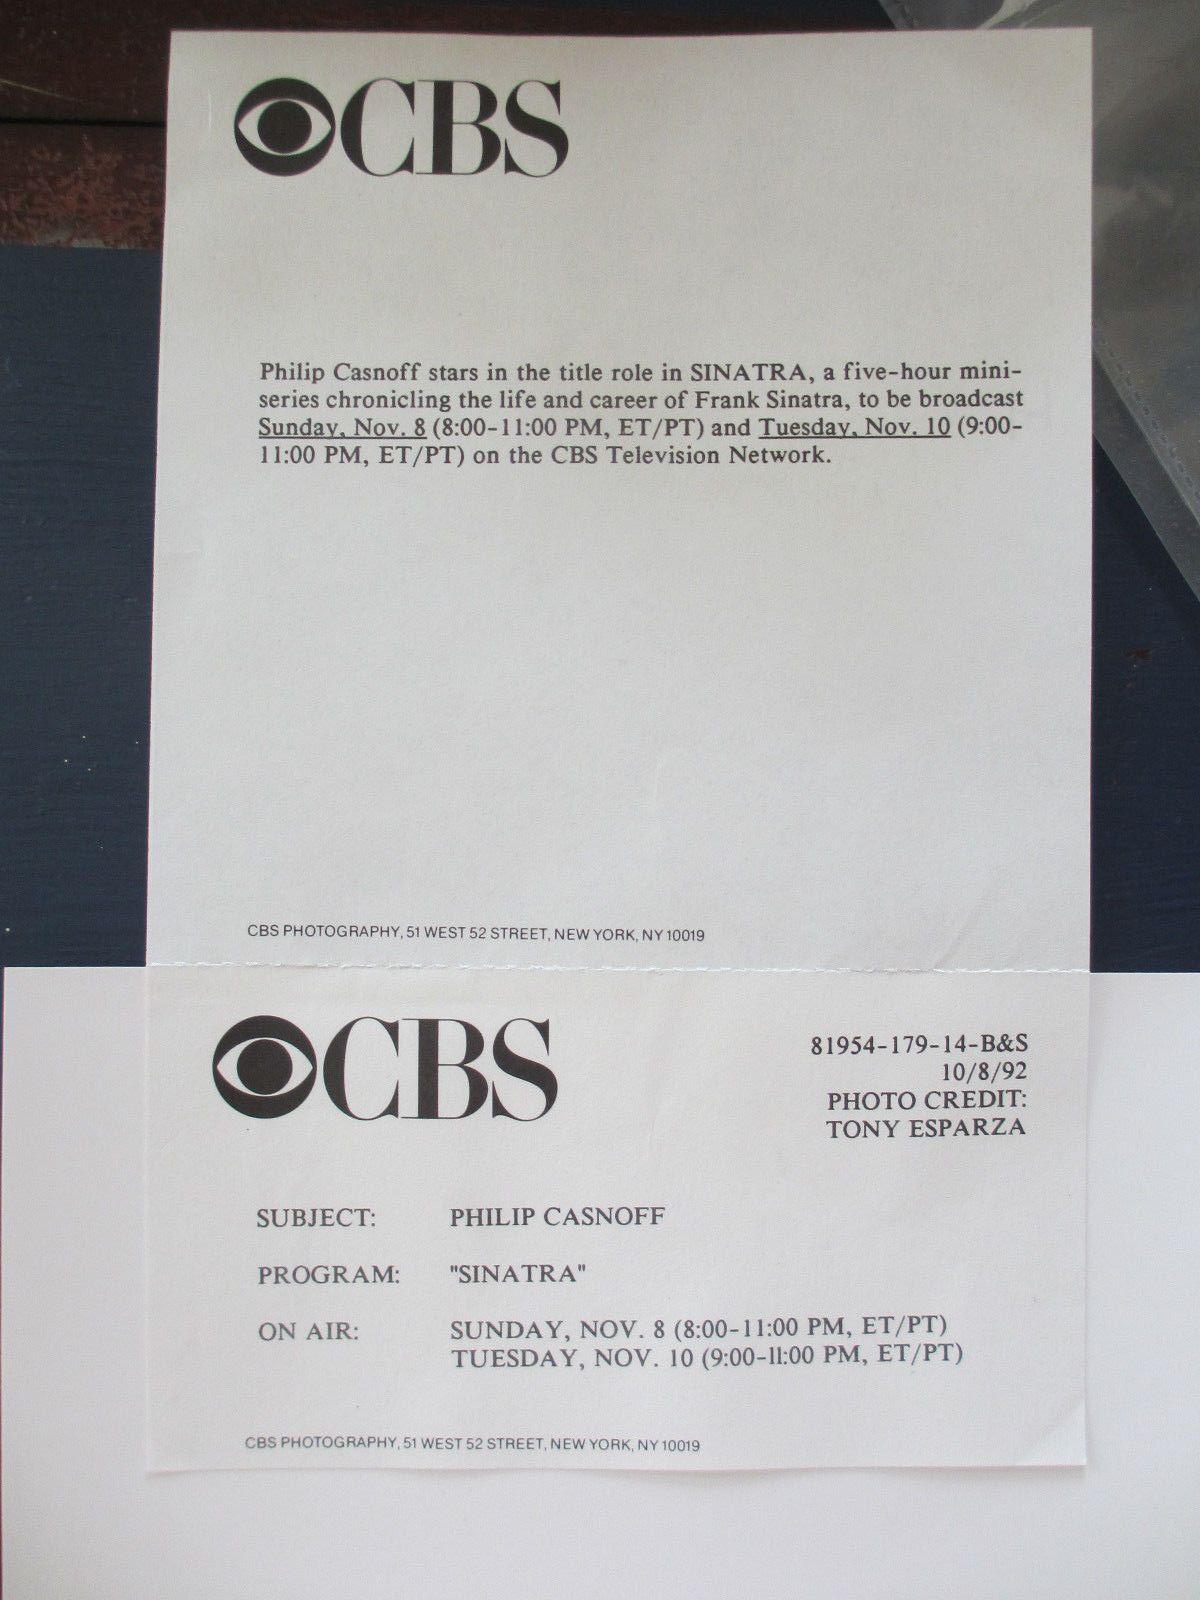 CBS
Philip Casnoff stars in the title role in SINATRA, a five-hour mini-
series chronicling the life and career of Frank Sinatra, to be broadcast
Sunday, Nov. 8 (8:00-11:00 PM, ET/PT) and Tuesday, Nov. 10 (9:00-
11:00 PM, ET/PT) on the CBS Television Network.
CBS PHOTOGRAPHY, 51 WEST 52 STREET, NEW YORK, NY 10019
CBS
81954-179-14-B&S
10/8/92
PHOTO CREDIT:
TONY ESPARZA
SUBJECT: PHILIP CASNOFF
PROGRAM: "SINATRA"
ON AIR: SUNDAY, NOV. 8 (8:00-11:00 PM, ET/PT)
TUESDAY, NOV. 10 (9:00-11:00 PM, ET/PT)
CBS PHOTOGRAPHY, 51 WEST 52 STREET, NEW YORK, NY 10019